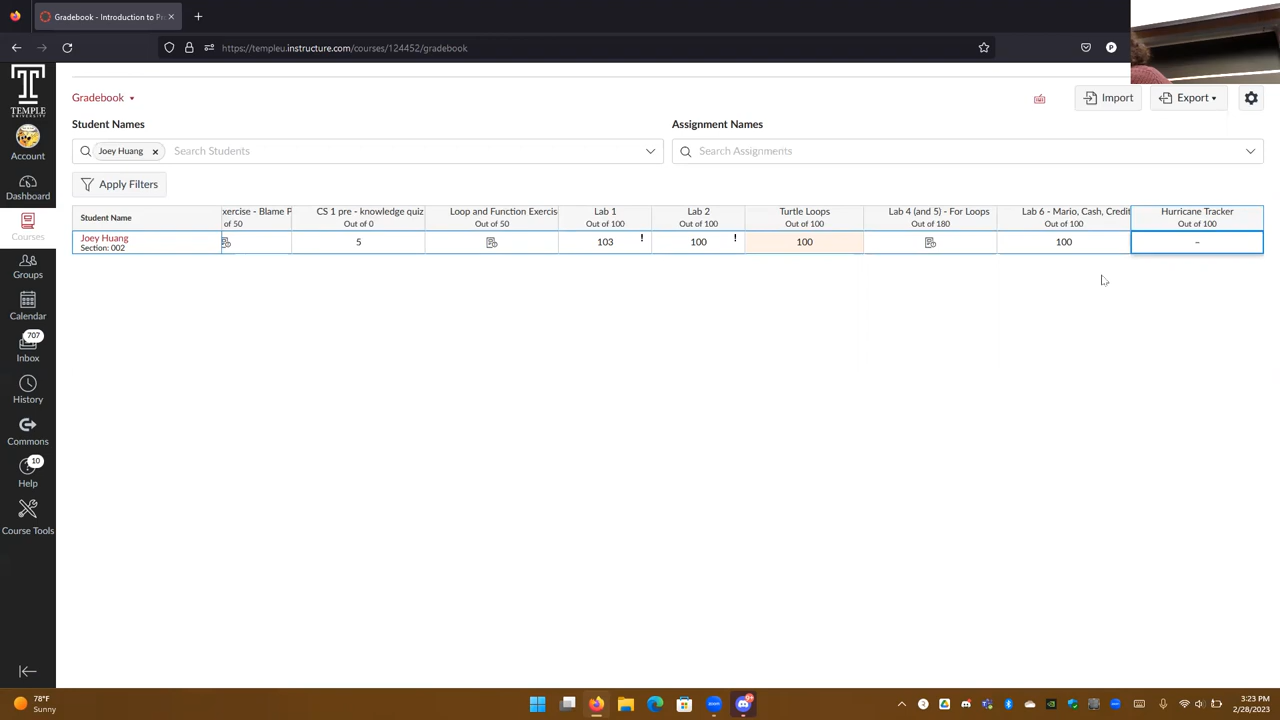 Gradebook - Introduction to Pr
https://templeu.instructure.com/courses/124452/gradebook
P
TEMPLE
UNIVERSITY
Account
Dashboard
Courses
Groups
Calendar
707
Inbox
History
Commons
10
Help
Course Tools
Gradebook
Import
Export
Student Names
Assignment Names
Joey Huang
Search Students
Search Assignments
Apply Filters
Student Name
xercise - Blame P
of 50
CS 1 pre - knowledge quiz
Out of 0
Loop and Function Exercis
Out of 50
Lab 1
Out of 100
Lab 2
Out of 100
Turtle Loops
Out of 100
Lab 4 (and 5) - For Loops
Out of 180
Lab 6 - Mario, Cash, Credit
Out of 100
Hurricane Tracker
Out of 100
Joey Huang
Section: 002
5
103 !
100 !
100
100
–
78°F
Sunny
zoom
9+
3:23 PM
2/28/2023